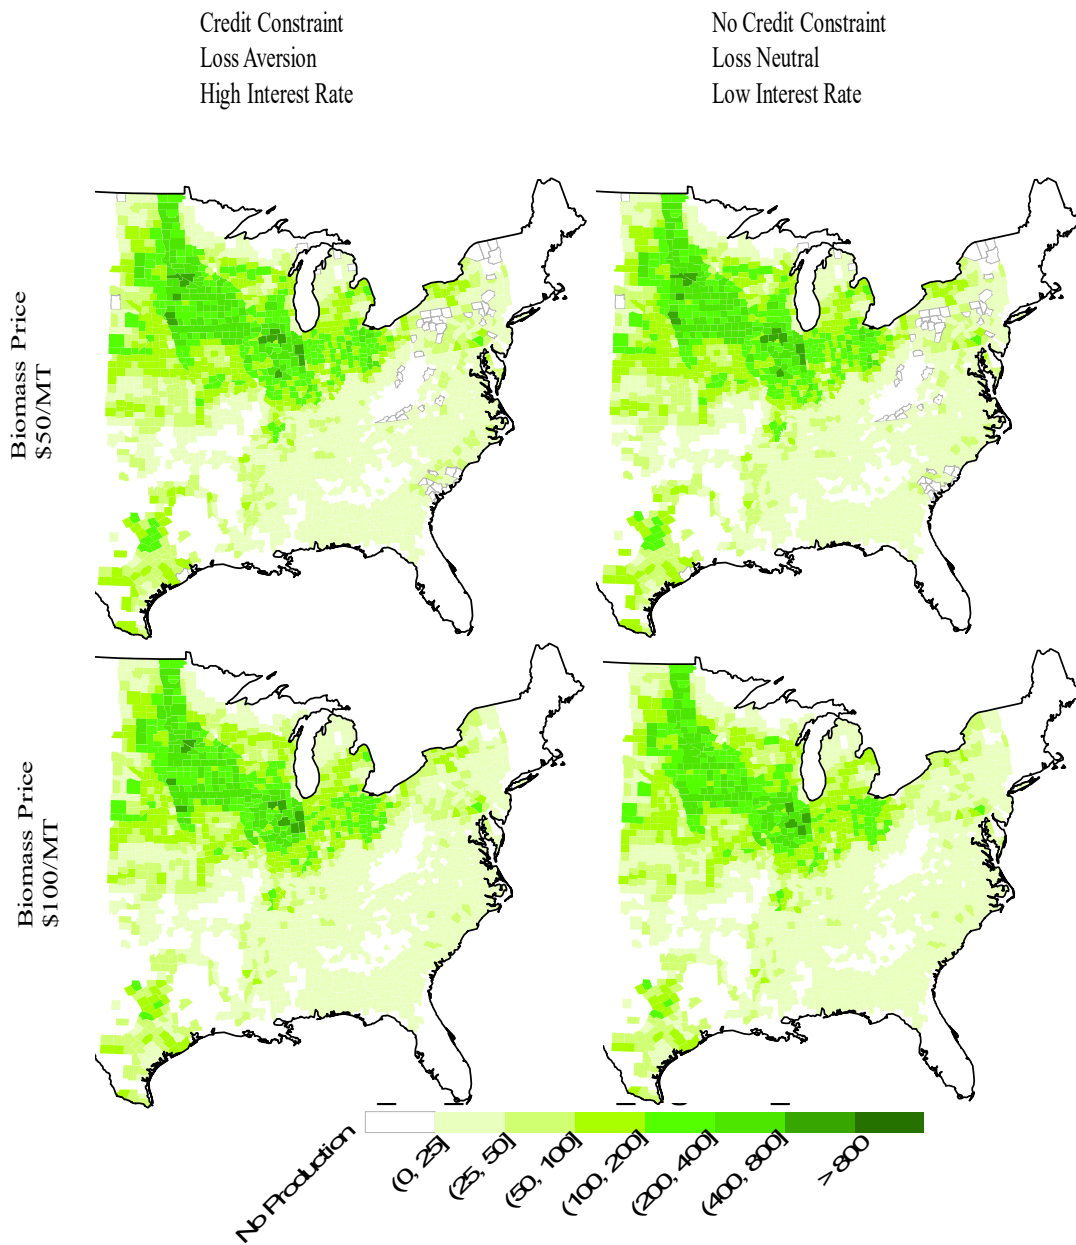 Credit Constraint
Loss Aversion
High Interest Rate
No Credit Constraint
Loss Neutral
Low Interest Rate
Biomass Price
$50/MT
Biomass Price
$100/MT
No Production
(0, 25]
(25, 50]
(50, 100]
(100, 200]
(200, 400]
(400, 800]
> 800